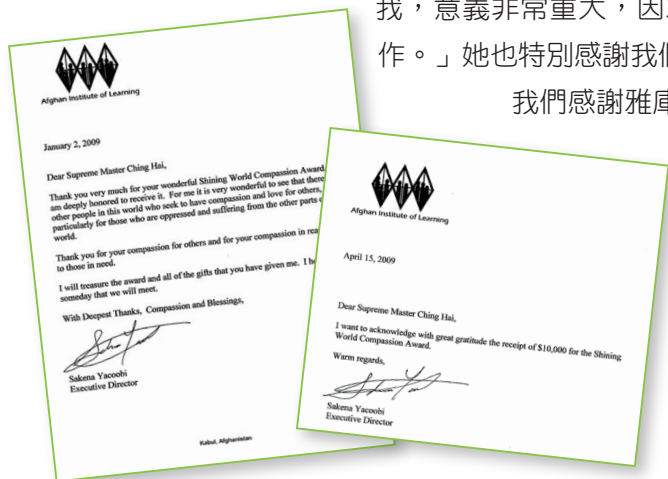 我，意義非常重大，因
作。」她也特別感謝我們
我們感謝雅庫
Afghan Institute of Learning
January 2, 2009
Dear Supreme Master Ching Hai,
Thank you very much for your wonderful Shining World Compassion Award
am deeply honored to receive it. For me it is very wonderful to see that there
other people in this world who seek to have compassion and love for others,
particularly for those who are oppressed and suffering from the other parts
world.
Thank you for your compassion for others and for your compassion in
to those in need.
I will treasure the award and all of the gifts that you have given me. I
someday that we will meet.
With Deepest Thanks, Compassion and Blessings,
Sakena Yacoobi
Executive Director
Kabul, Afghanistan
Afghan Institute of Learning
April 15, 2009
Dear Supreme Master Ching Hai,
I want to acknowledge with great gratitude the receipt of $10,000 for the Shining
World Compassion Award.
Warm regards,
Sakena Yacoobi
Executive Director